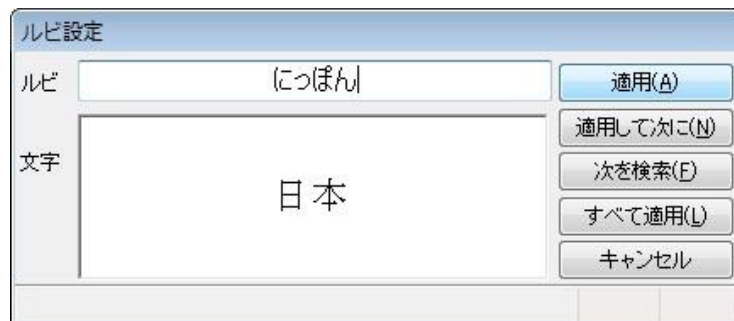 ルビ設定
ルビ
にっぽん
適用(A)
適用して次に(N)
文字
日本
次を検索(F)
すべて適用(L)
キャンセル